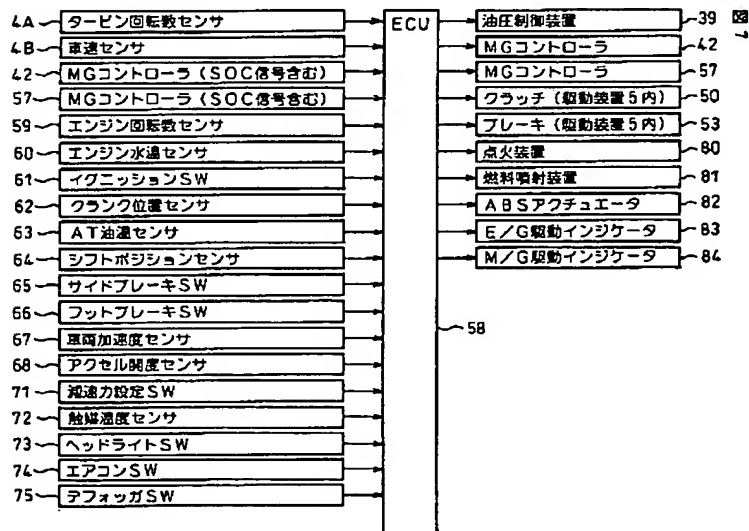 4A タービン回転数センサ
4B 車速センサ
42 MGコントローラ(SOC信号含む)
57 MGコントローラ(SOC信号含む)
59 エンジン回転数センサ
60 エンジン水温センサ
61 イグニッションSW
62 クランク位置センサ
63 AT油温センサ
64 シフトポジションセンサ
65 サイドブレーキSW
66 フットブレーキSW
67 車両加速度センサ
68 アクセル開度センサ
71 減速力設定SW
72 触媒温度センサ
73 ヘッドライトSW
74 エアコンSW
75 デフォッガSW
ECU
58
油圧制御装置 39
MGコントローラ 42
MGコントローラ 57
クラッチ(駆動装置5内) 50
ブレーキ(駆動装置5内) 53
点火装置 80
燃料噴射装置 81
ABSアクチュエータ 82
E/G駆動インジケータ 83
M/G駆動インジケータ 84
図